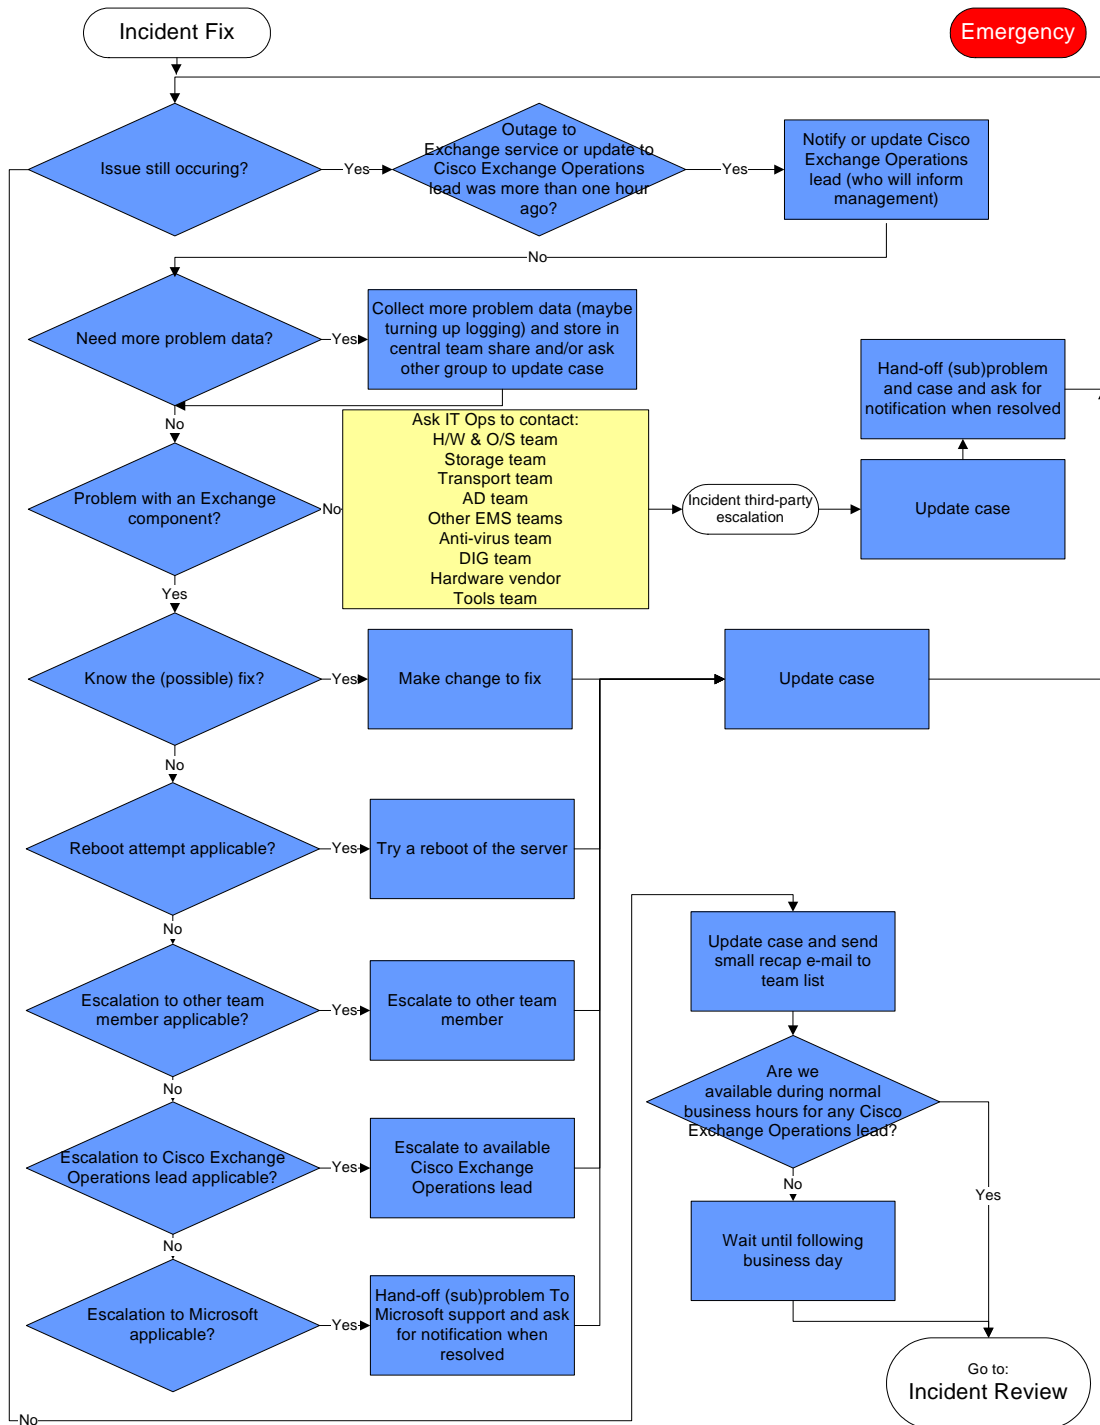 Incident Fix
Emergency
Issue still occuring?
Yes
Outage to
Exchange service or update to
Cisco Exchange Operations
lead was more than one hour
ago?
Yes
Notify or update Cisco
Exchange Operations
lead (who will inform
management)
No
Need more problem data?
Yes
Collect more problem data (maybe
turning up logging) and store in
central team share and/or ask
other group to update case
Hand-off (sub)problem
and case and ask for
notification when resolved
No
Problem with an Exchange
component?
No
Ask IT Ops to contact:
H/W & O/S team
Storage team
Transport team
AD team
Other EMS teams
Anti-virus team
DIG team
Hardware vendor
Tools team
Incident third-party
escalation
Update case
Yes
Know the (possible) fix?
Yes
Make change to fix
Update case
No
Reboot attempt applicable?
Yes
Try a reboot of the server
No
Escalation to other team
member applicable?
Yes
Escalate to other team
member
Update case and send
small recap e-mail to
team list
No
Are we
available during normal
business hours for any Cisco
Exchange Operations lead?
Escalation to Cisco Exchange
Operations lead applicable?
Yes
Escalate to available
Cisco Exchange
Operations lead
No
Yes
No
Wait until following
business day
Escalation to Microsoft
applicable?
Yes
Hand-off (sub)problem To
Microsoft support and ask
for notification when
resolved
Go to:
Incident Review
No